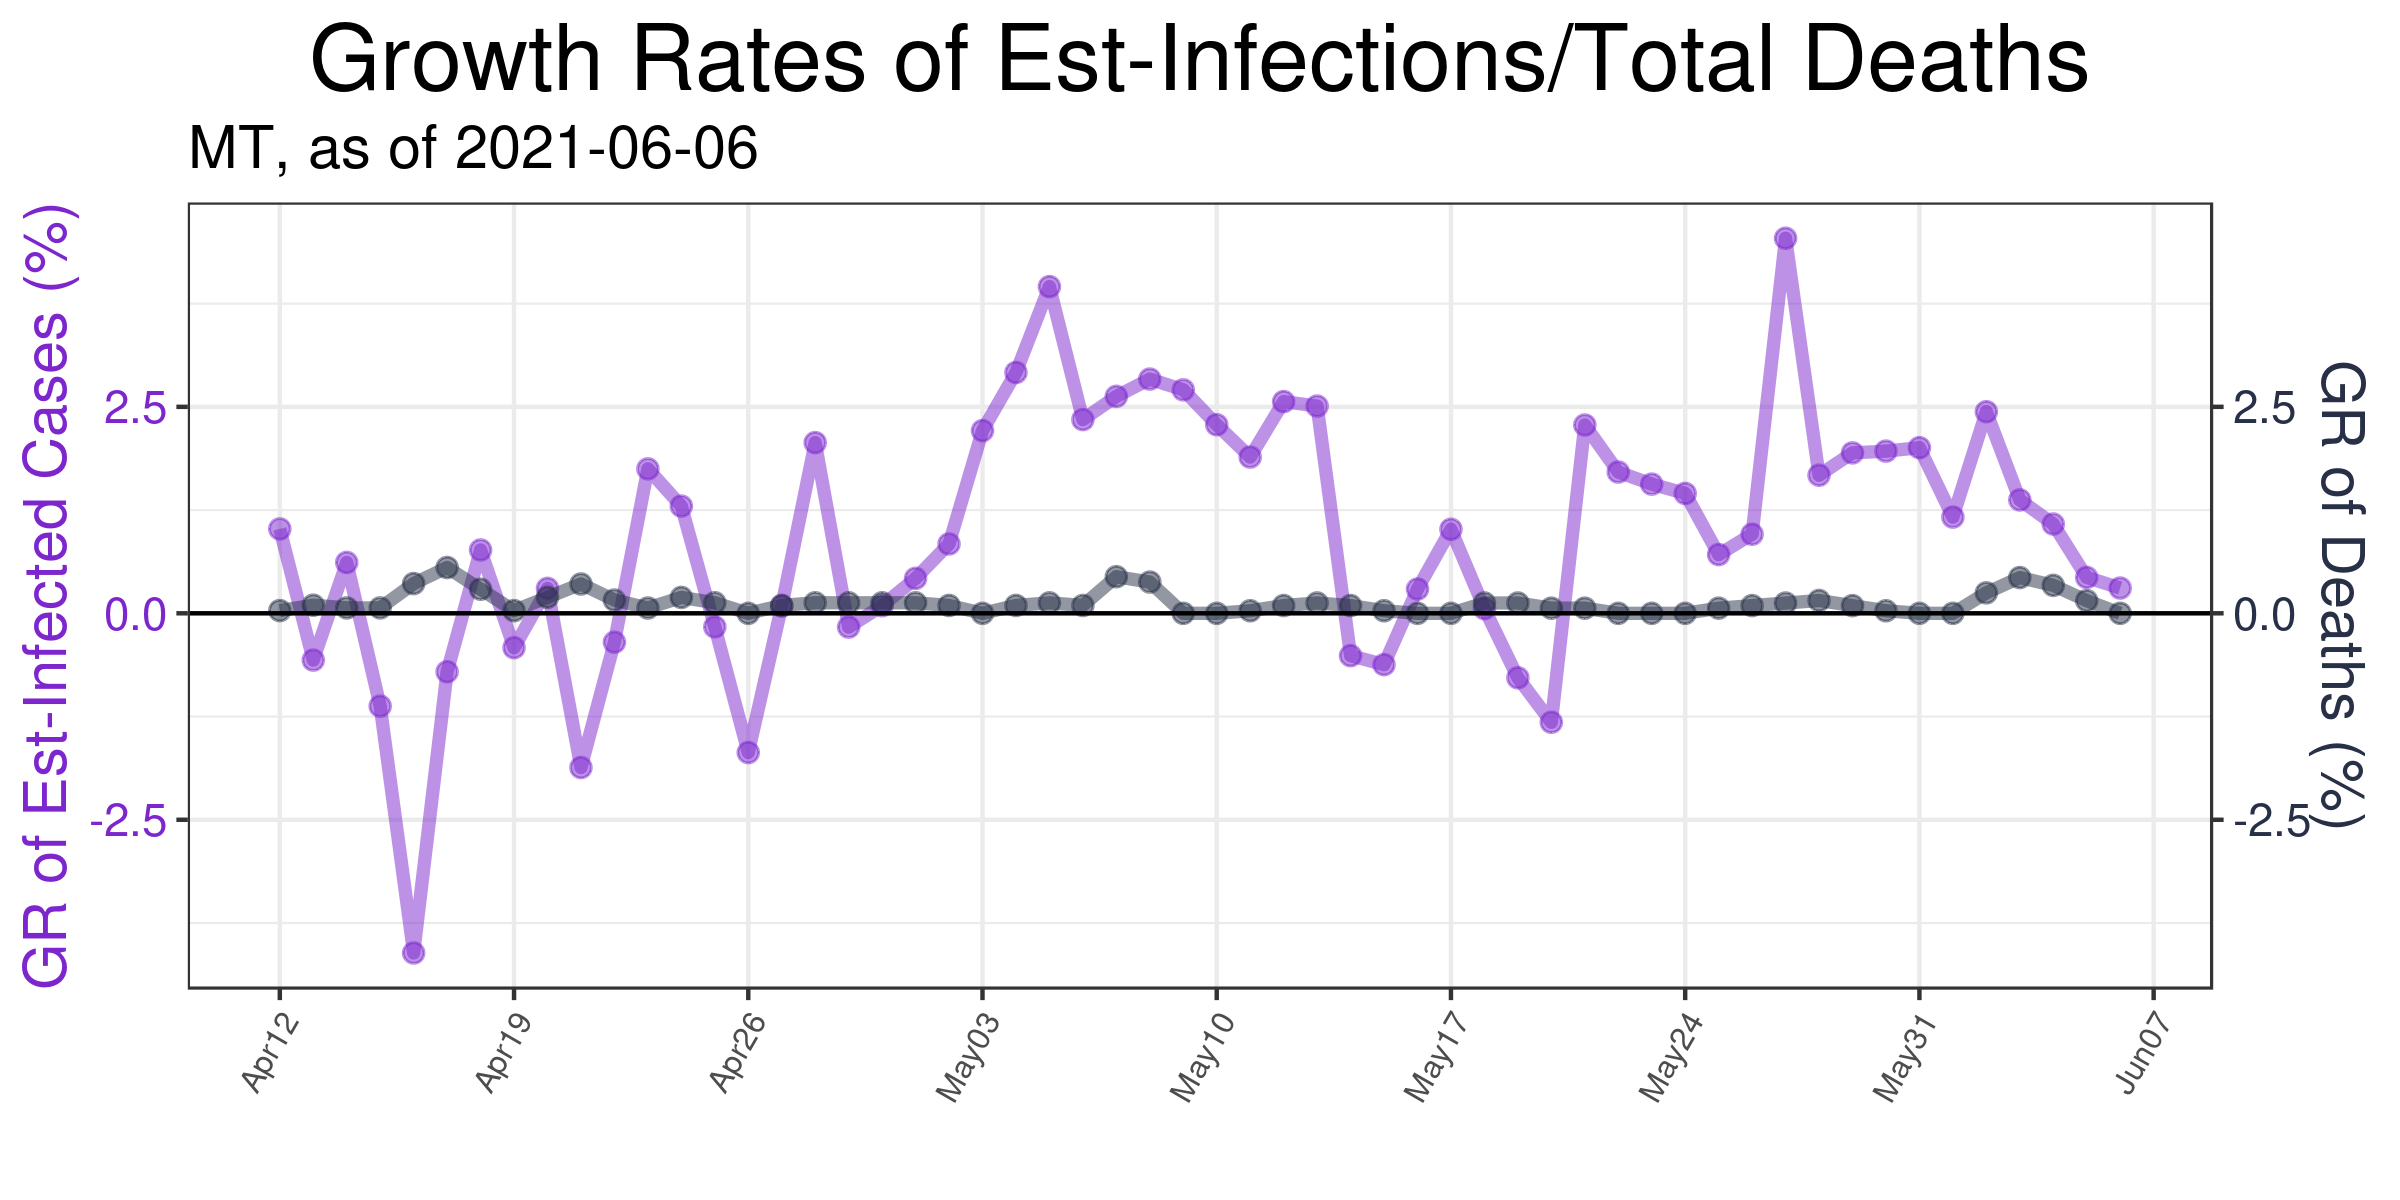 Growth Rates of Est-Infections/Total Deaths
MT, as of 2021-06-06
GR of Est-Infected Cases (%)
2.5
0.0
-2.5
2.5
0.0
-2.5
GR of Deaths (%)
Apr12
Apr19
Apr26
May03
May10
May17
May24
May31
Jun07